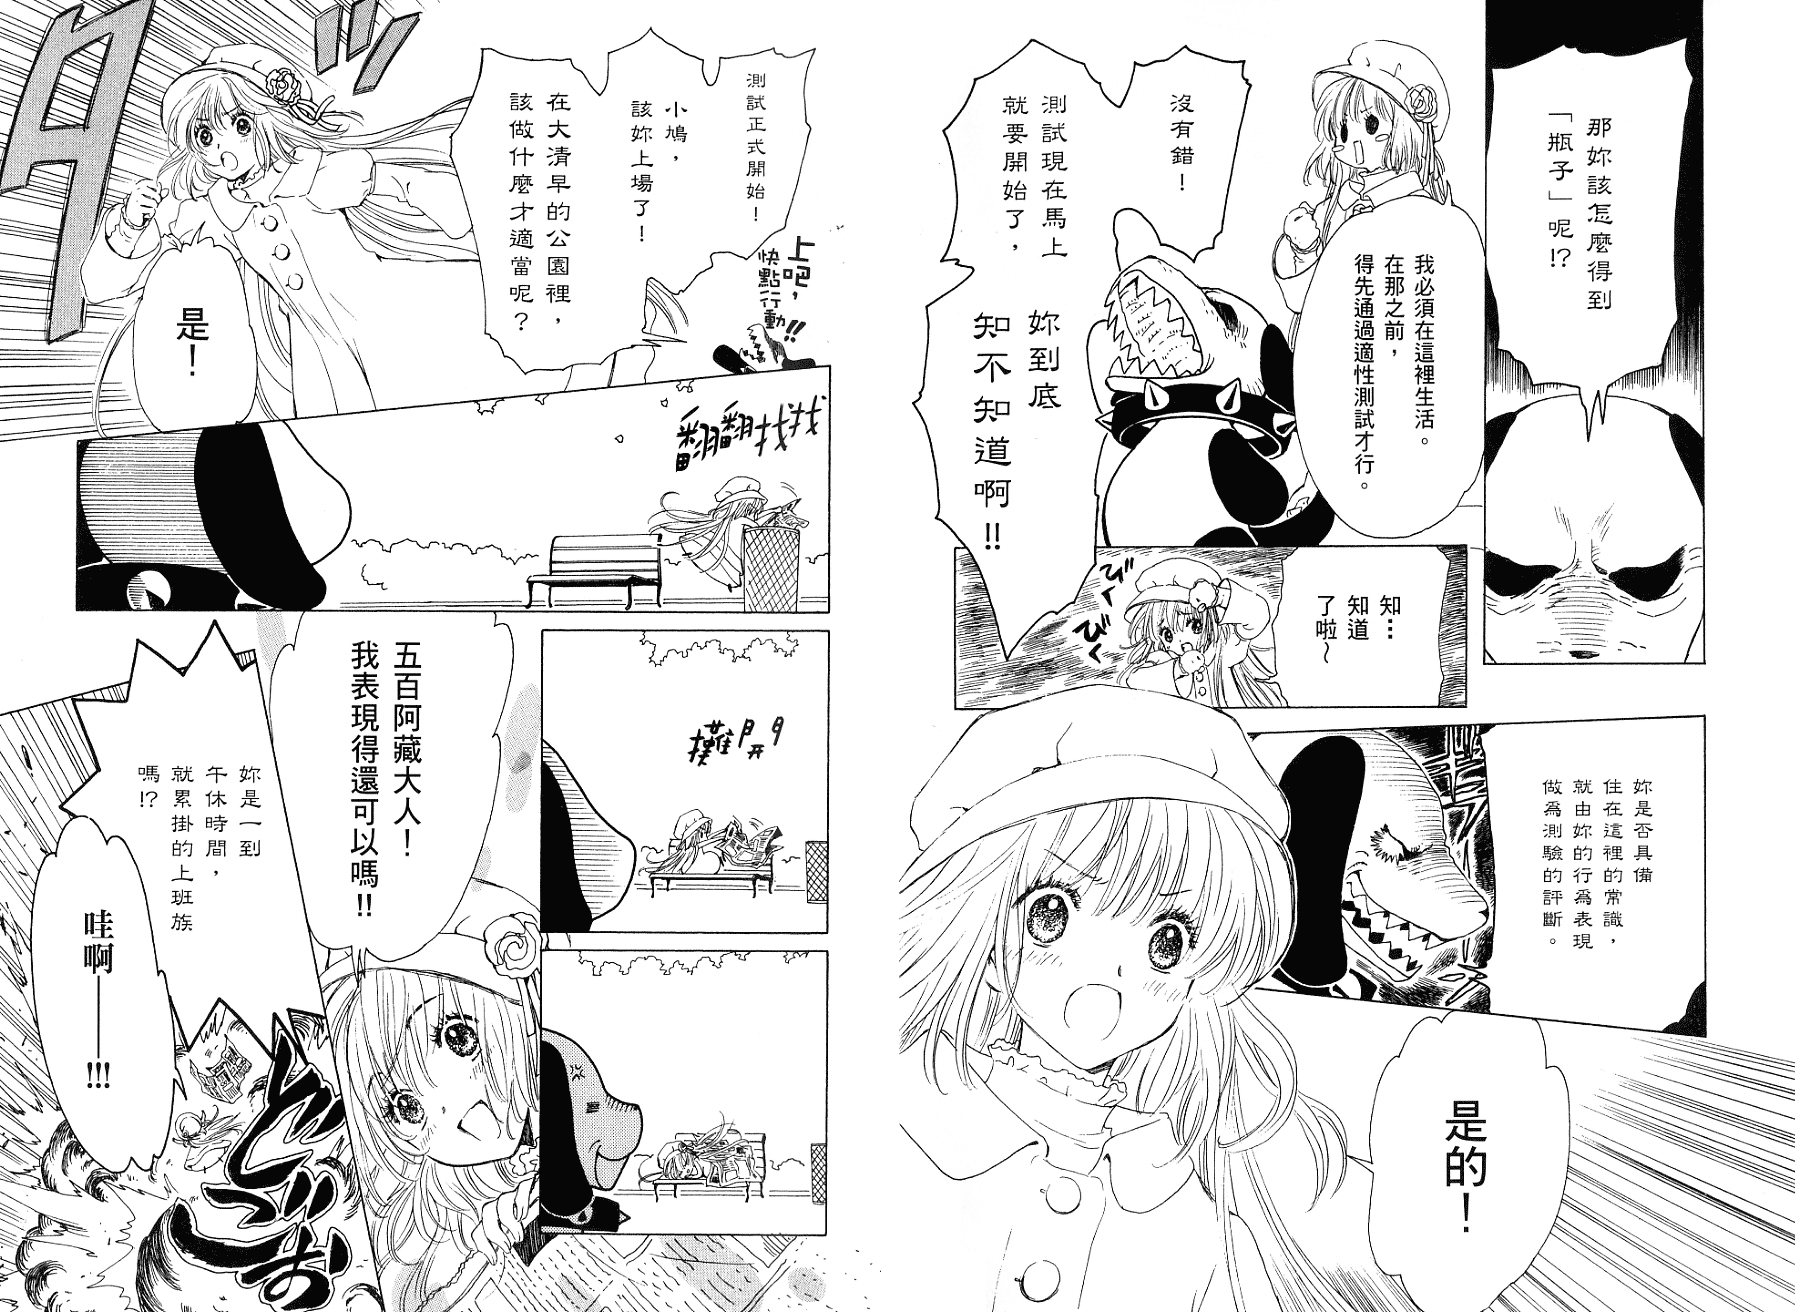 那妳該怎麼得到
「瓶子」呢!?
我必須在這裡生活。
在那之前，
得先通過適性測試才行。
沒有錯！
測試現在馬上
就要開始了，
妳到底
知不知道啊!!
知…
知道
了啦～
びく
びく
妳是否具備
住在這裡的常識，
就由妳的行為表現
做為測驗的評斷。
是的！
測試正式開始！
小鳩，
該妳上場了！
在大清早的公園裡，
該做什麼才適當呢？
上吧，
快點行動!!
是！
找找
翻翻
攤開
五百阿藏大人！
我表現得還可以嗎!!
妳是一到
午休時間，
就累掛的上班族
嗎!?
哇啊——!!!